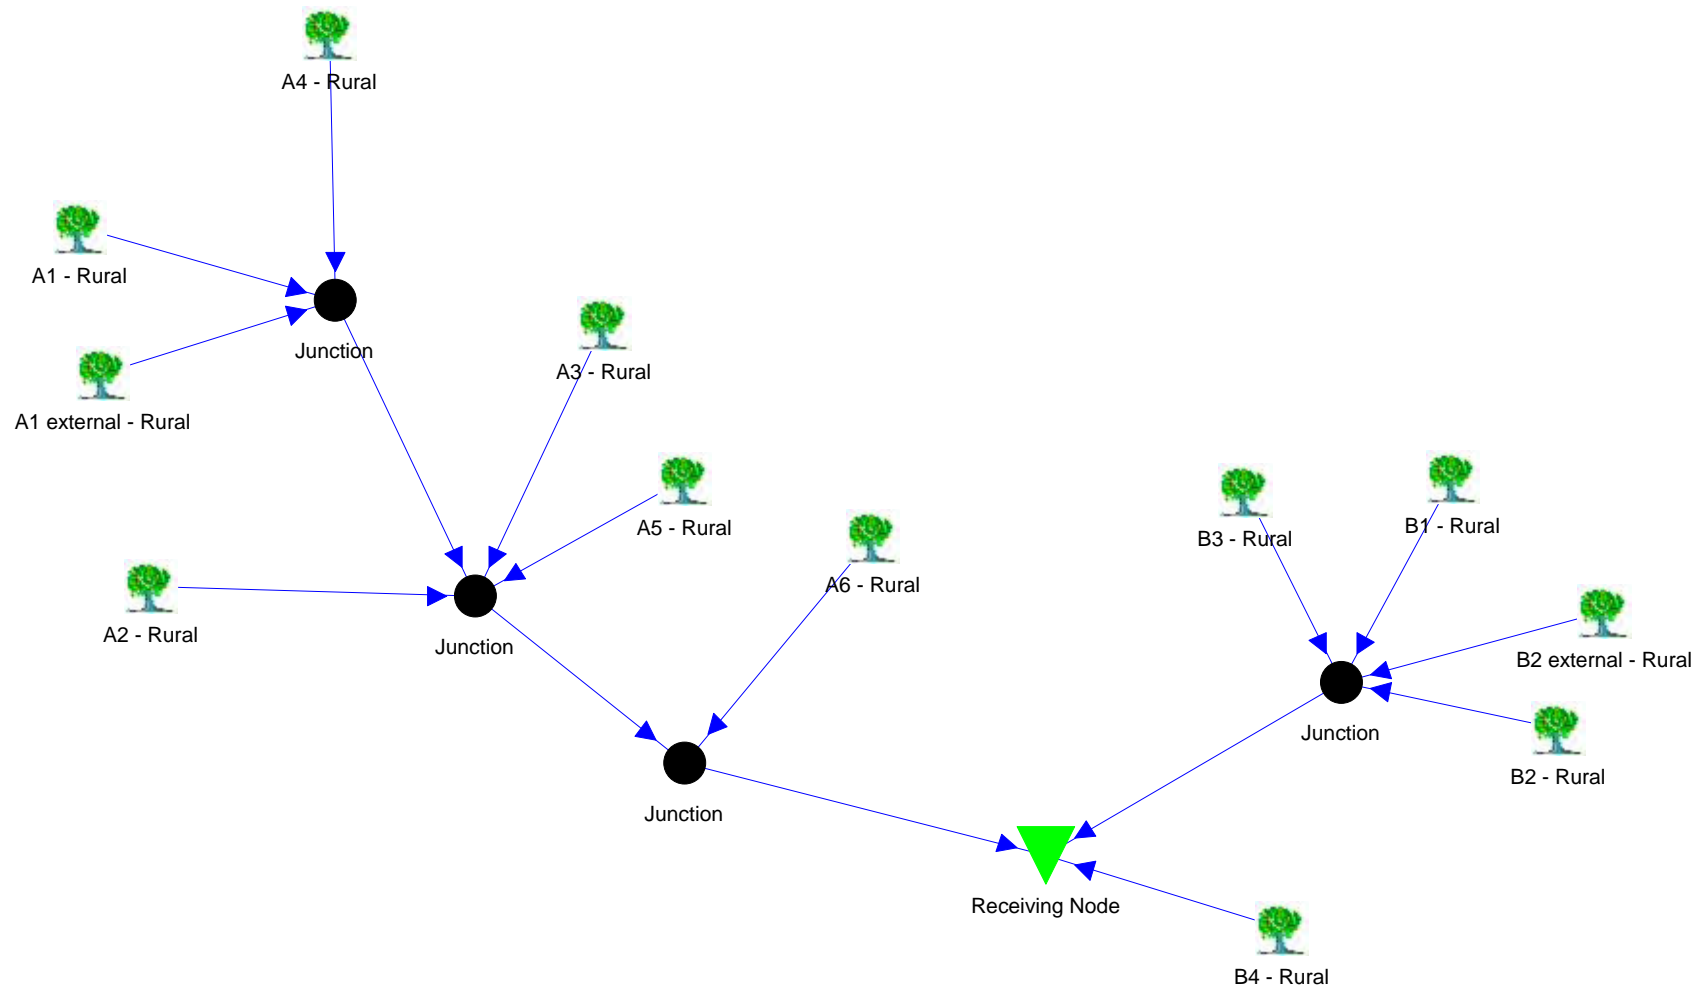 A4 - Rural
A1 - Rural
Junction
A3 - Rural
A1 external - Rural
A5 - Rural
B1 - Rural
B3 - Rural
A6 - Rural
A2 - Rural
Junction
B2 external - Rural
Junction
B2 - Rural
Junction
Receiving Node
B4 - Rural